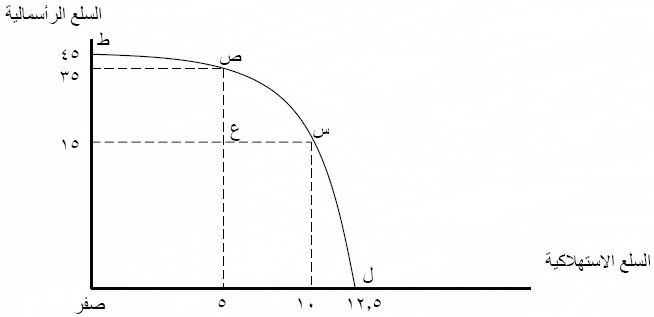 السلع الرأسمالية
ط
٤٥
ص
٣٥
ع
س
١٥
السلع الاستهلاكية
ل
صفر
٥
١٠
١٢,٥